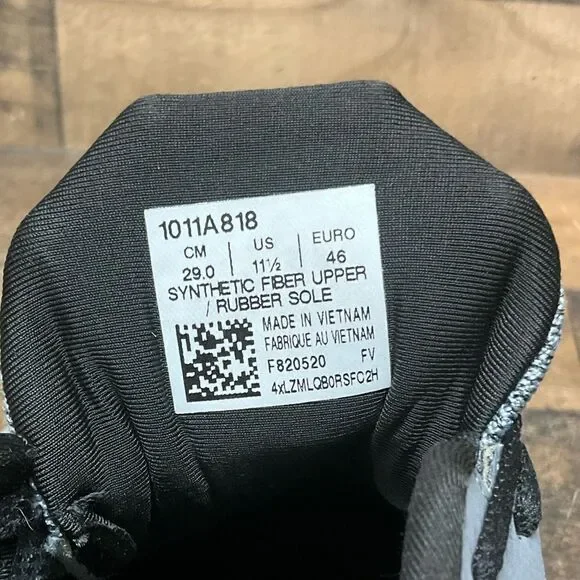 1011A818
CM | US | EURO
29.0 | 11½ | 46
SYNTHETIC FIBER UPPER
/ RUBBER SOLE
MADE IN VIETNAM
FABRIQUE AU VIETNAM
F820520 FV
4xLZMLQB0RSFC2H